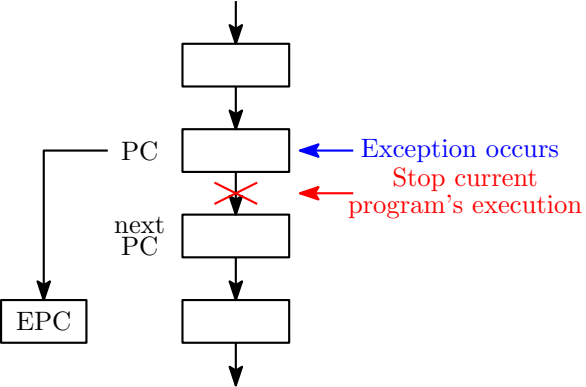 PC
Exception occurs
Stop current
program's execution
next
PC
EPC